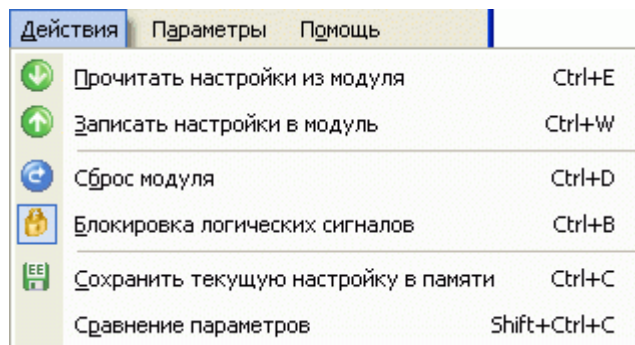 Действия Параметры Помощь
Прочитать настройки из модуля Ctrl+E
Записать настройки в модуль Ctrl+W
Сброс модуля Ctrl+D
Блокировка логических сигналов Ctrl+B
EE Сохранить текущую настройку в памяти Ctrl+C
Сравнение параметров Shift+Ctrl+C